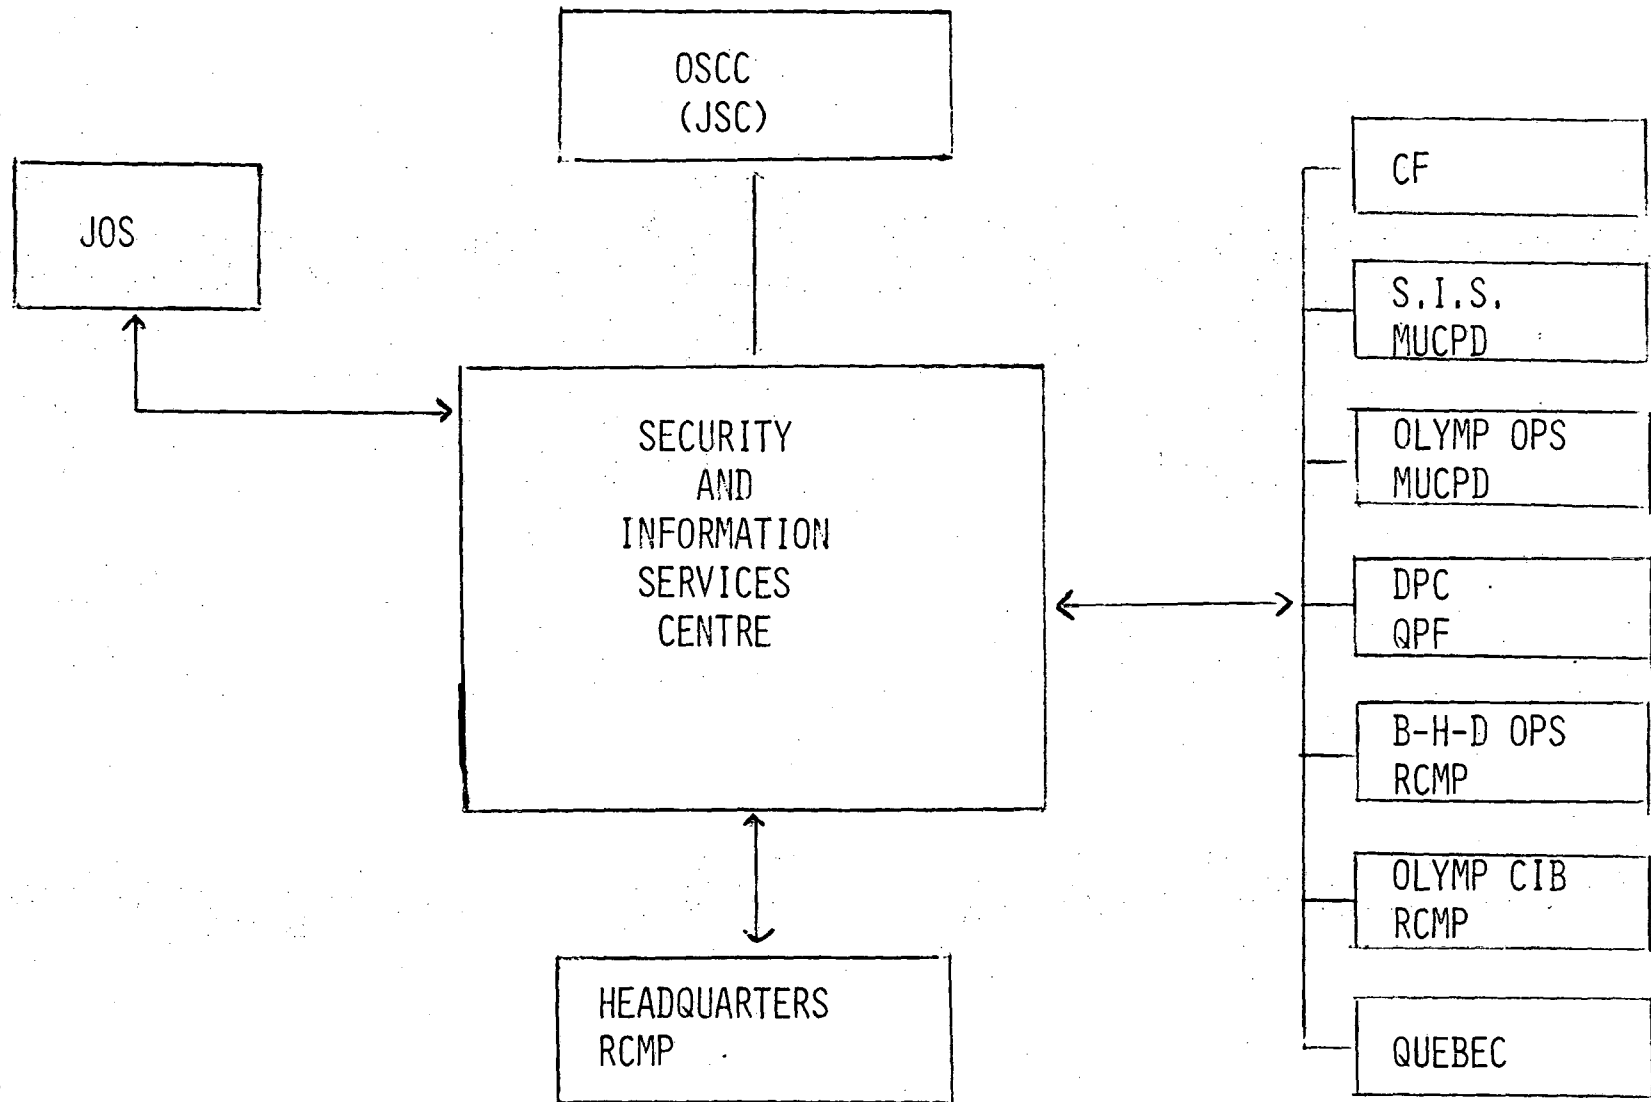 OSCC
(JSC)
JOS
SECURITY
AND
INFORMATION
SERVICES
CENTRE
HEADQUARTERS
RCMP
CF
S.I.S.
MUCPD
OLYMP OPS
MUCPD
DPC
QPF
B-H-D OPS
RCMP
OLYMP CIB
RCMP
QUEBEC